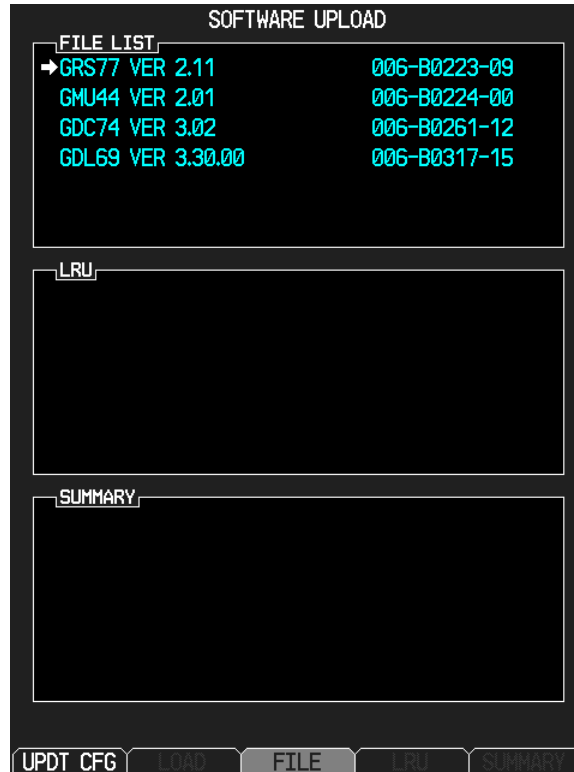 SOFTWARE UPLOAD
FILE LIST
GRS77 VER 2.11 006-B0223-09
GMU44 VER 2.01 006-B0224-00
GDC74 VER 3.02 006-B0261-12
GDL69 VER 3.30.00 006-B0317-15
LRU
SUMMARY
UPDT CFG LOAD FILE LRU SUMMARY